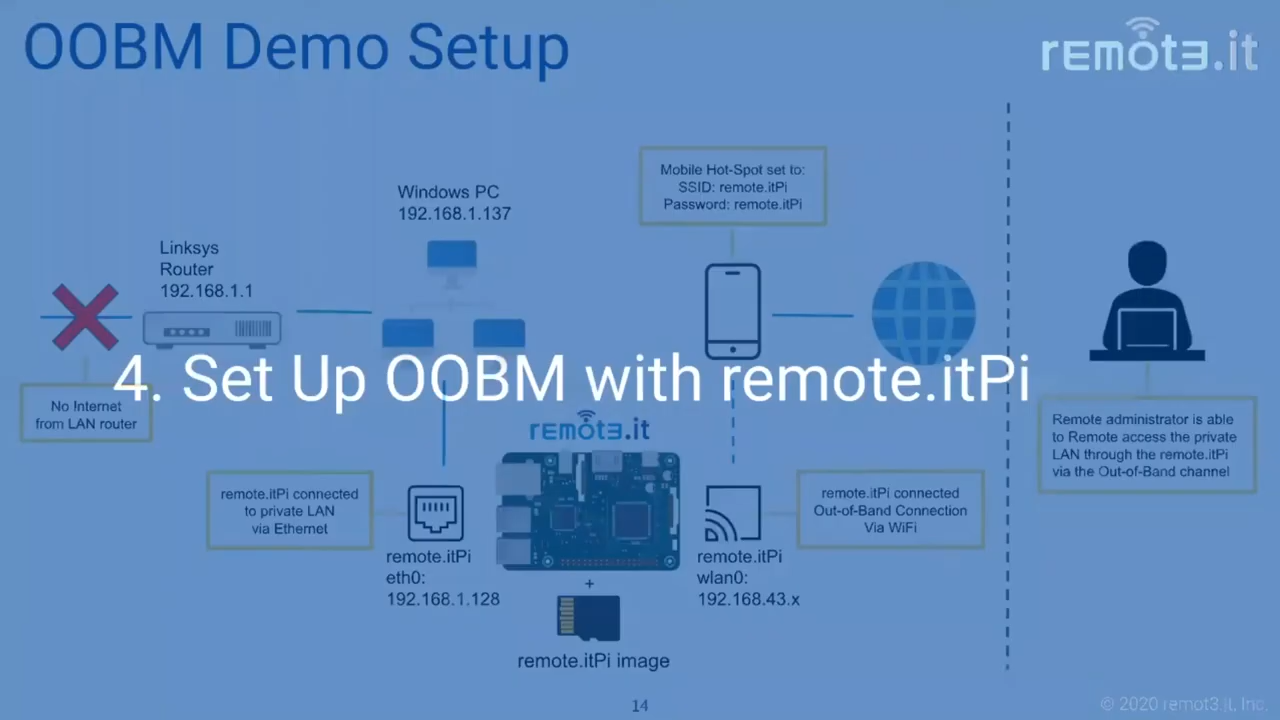 OOBM Demo Setup
remot3.it
Mobile Hot-Spot set to:
SSID: remote.itPi
Password: remote.itPi
Windows PC
192.168.1.137
Linksys
Router
192.168.1.1
4. Set Up OOBM with remote.itPi
No Internet
from LAN router
remot3.it
Remote administrator is able
to Remote access the private
LAN through the remote.itPi
via the Out-of-Band channel
remote.itPi connected
to private LAN
via Ethernet
remote.itPi connected
Out-of-Band Connection
Via WiFi
remote.itPi
eth0:
192.168.1.128
remote.itPi
wlan0:
192.168.43.x
+
remote.itPi image
14
© 2020 remot3.it, Inc.